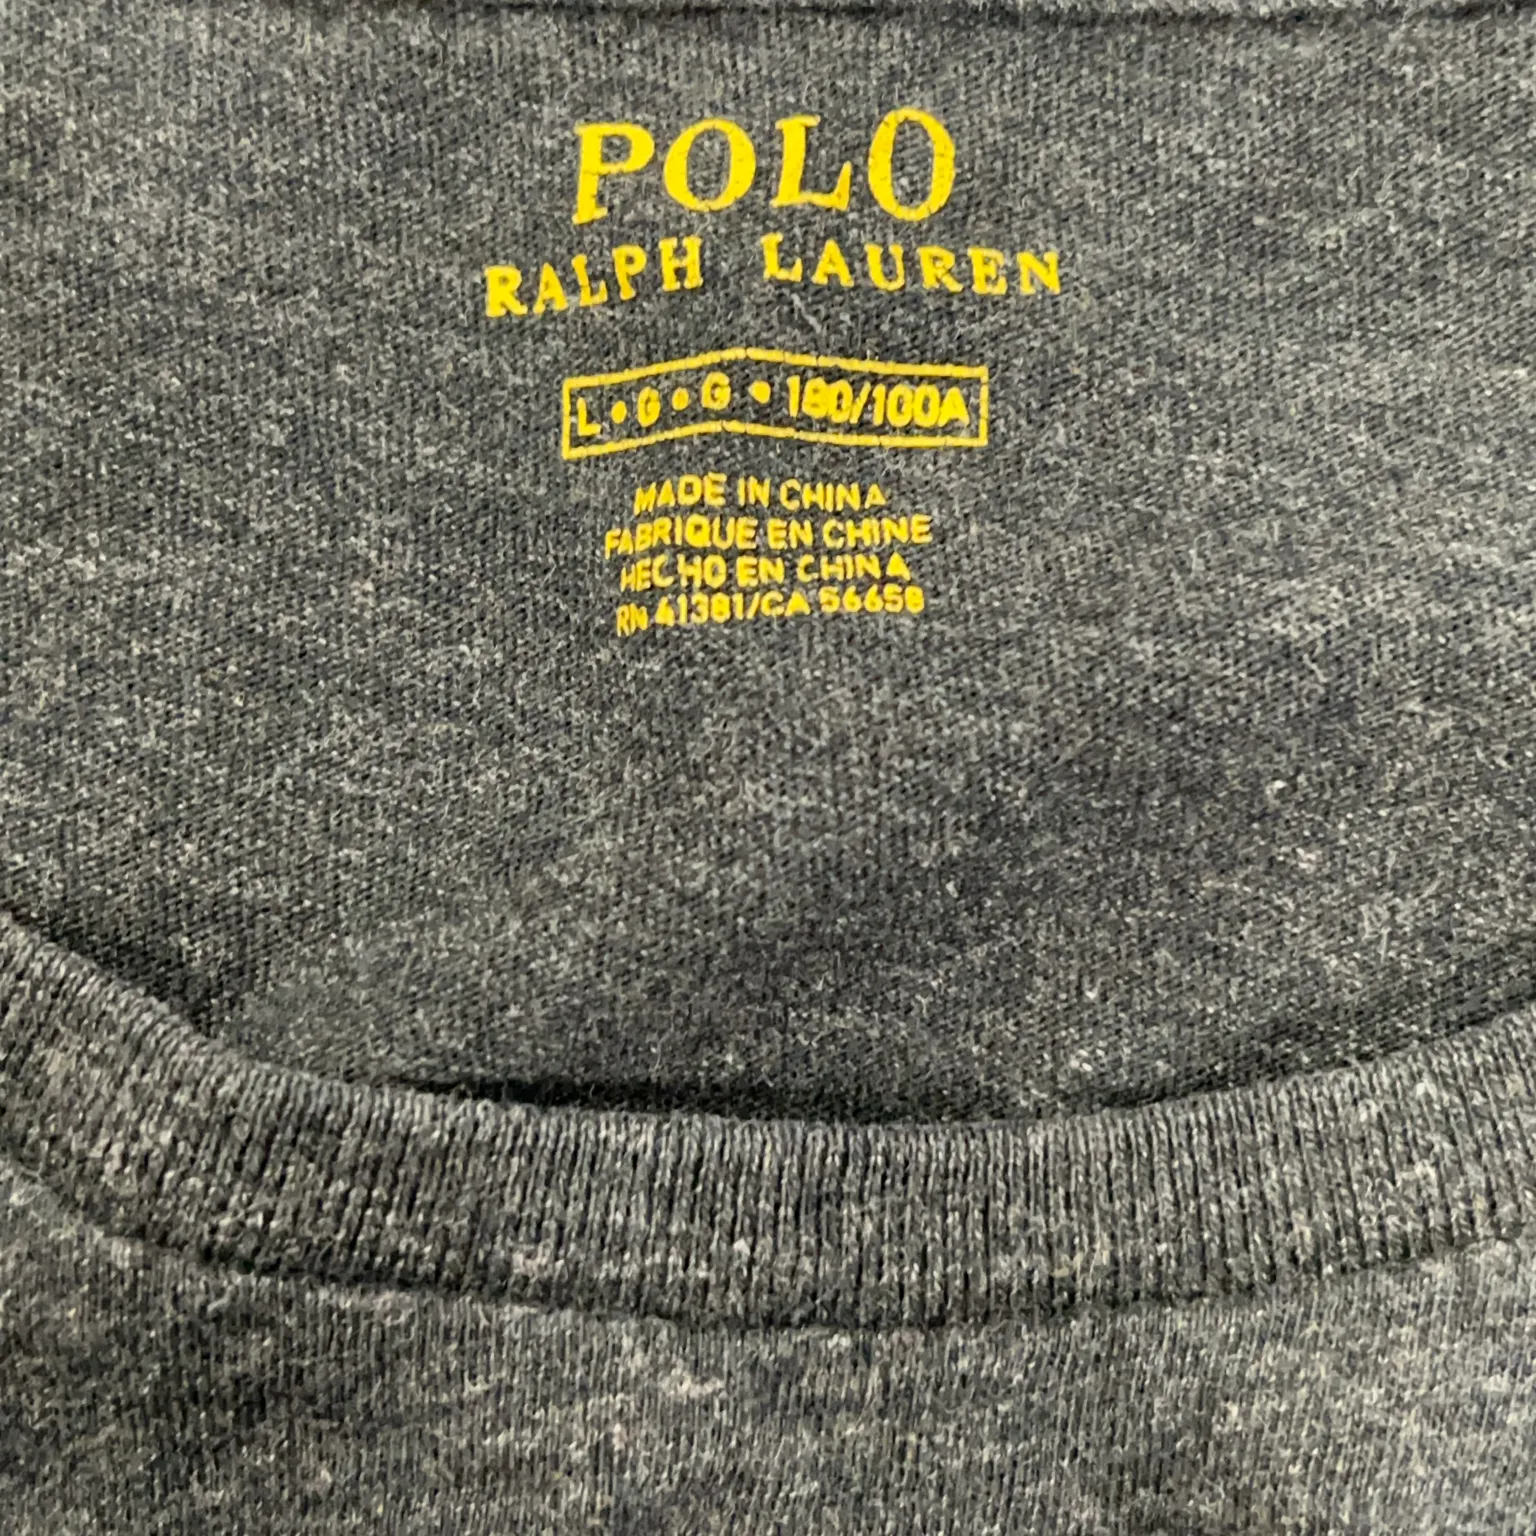 POLO
RALPH LAUREN
L • G • G • 180/100A
MADE IN CHINA
FABRIQUE EN CHINE
HECHO EN CHINA
RN 41381/CA 56658